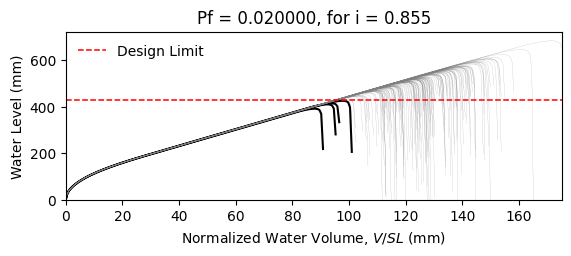 Pf = 0.020000, for i = 0.855
Design Limit
Water Level (mm)
600
400
200
0
0 20 40 60 80 100 120 140 160
Normalized Water Volume, V/SL (mm)